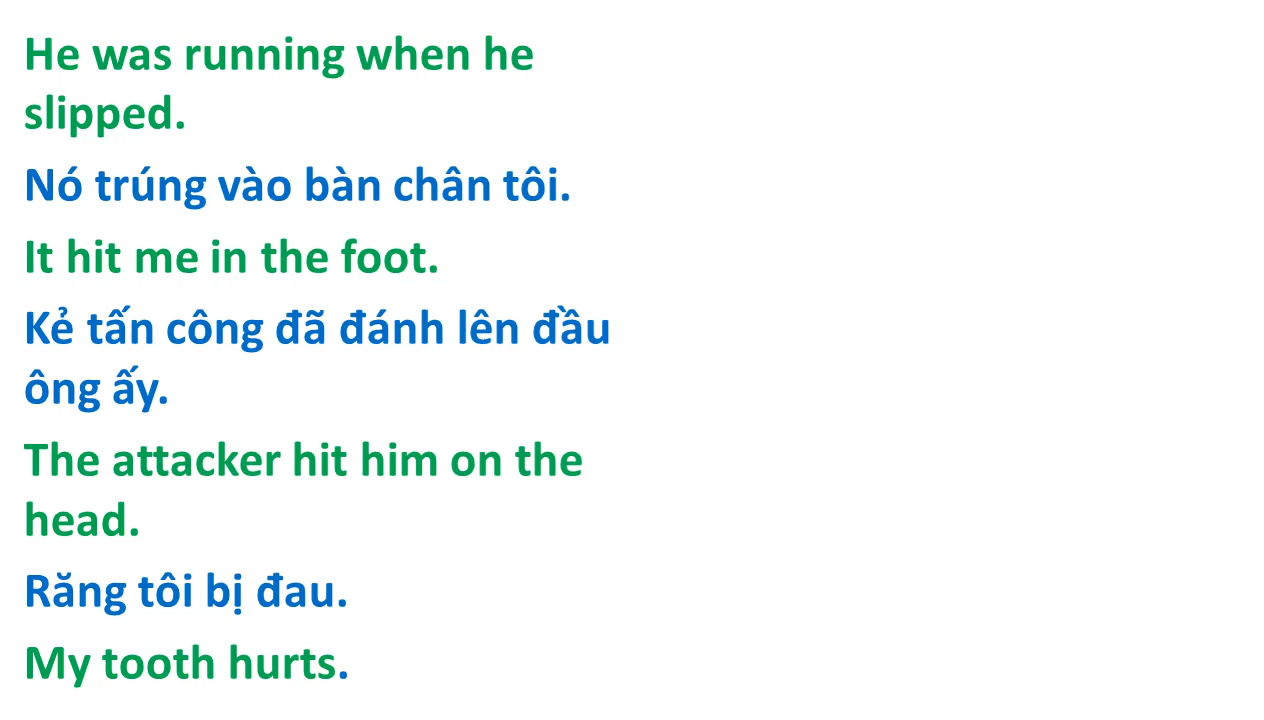 He was running when he
slipped.
Nó trúng vào bàn chân tôi.
It hit me in the foot.
Kẻ tấn công đã đánh lên đầu
ông ấy.
The attacker hit him on the
head.
Răng tôi bị đau.
My tooth hurts.